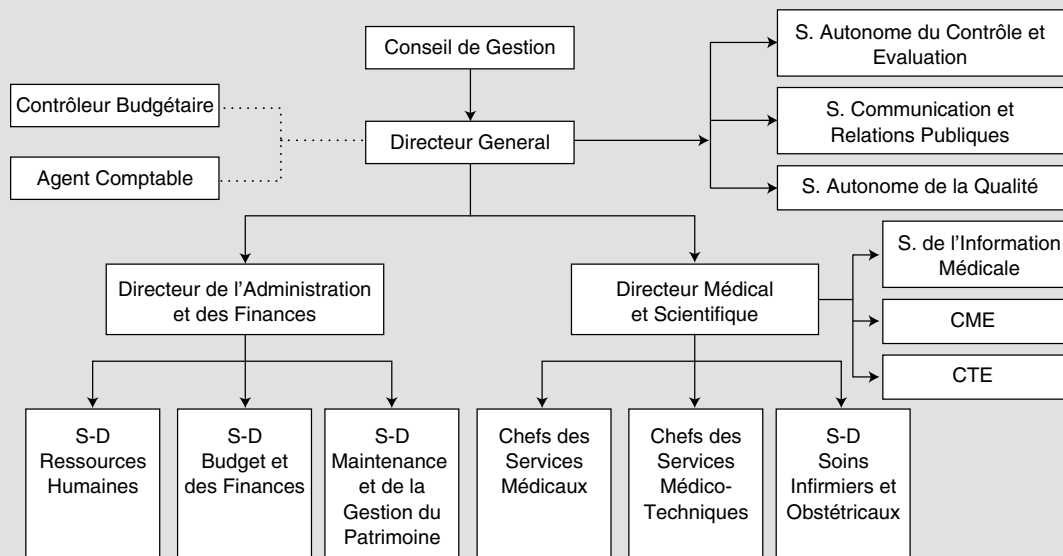 Conseil de Gestion
S. Autonome du Contrôle et
Evaluation
Contrôleur Budgétaire
S. Communication et
Relations Publiques
Directeur General
Agent Comptable
S. Autonome de la Qualité
S. de l'Information
Médicale
Directeur de l'Administration
et des Finances
Directeur Médical
et Scientifique
CME
CTE
S-D
Ressources
Humaines
S-D
Budget et
des Finances
S-D
Maintenance
et de la
Gestion du
Patrimoine
Chefs des
Services
Médicaux
Chefs des
Services
Médico-
Techniques
S-D
Soins
Infirmiers et
Obstétricaux